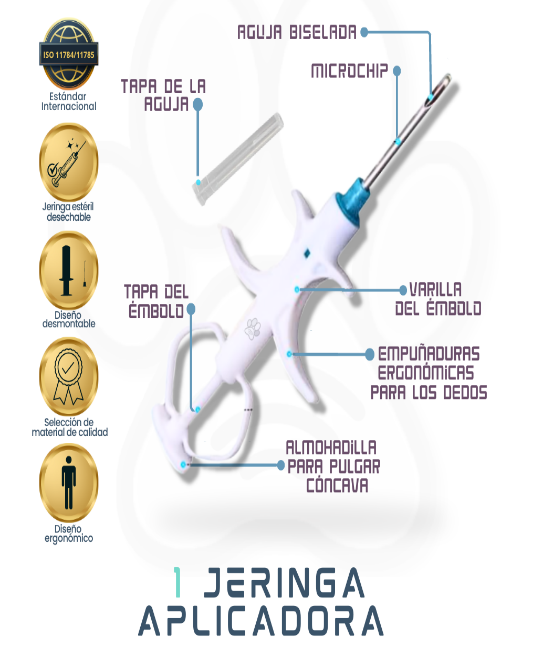 ISO 11784/11785
Estándar
Internacional
Jeringa estéril
desechable
Diseño
desmontable
Selección de
material de calidad
Diseño
ergonómico
AGUJA BISELADA
MICROCHIP
TAPA DE LA
AGUJA
TAPA DEL
ÉMBOLO
VARILLA
DEL ÉMBOLO
EMPUÑADURAS
ERGONÓMICAS
PARA LOS DEDOS
ALMOHADILLA
PARA PULGAR
CÓNCAVA
1 JERINGA
APLICADORA